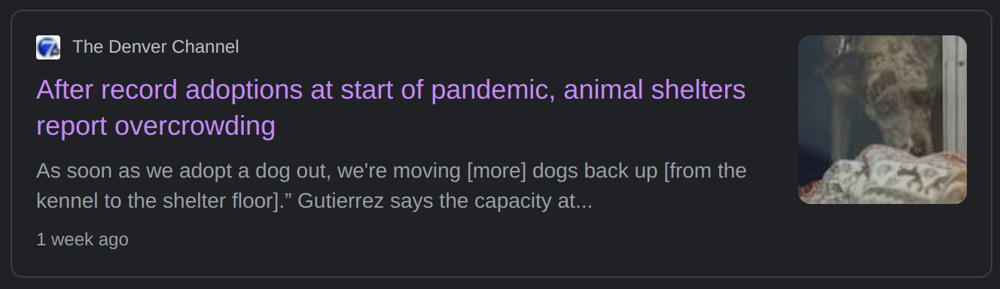 The Denver Channel
After record adoptions at start of pandemic, animal shelters
report overcrowding
As soon as we adopt a dog out, we're moving [more] dogs back up [from the
kennel to the shelter floor].” Gutierrez says the capacity at...
1 week ago